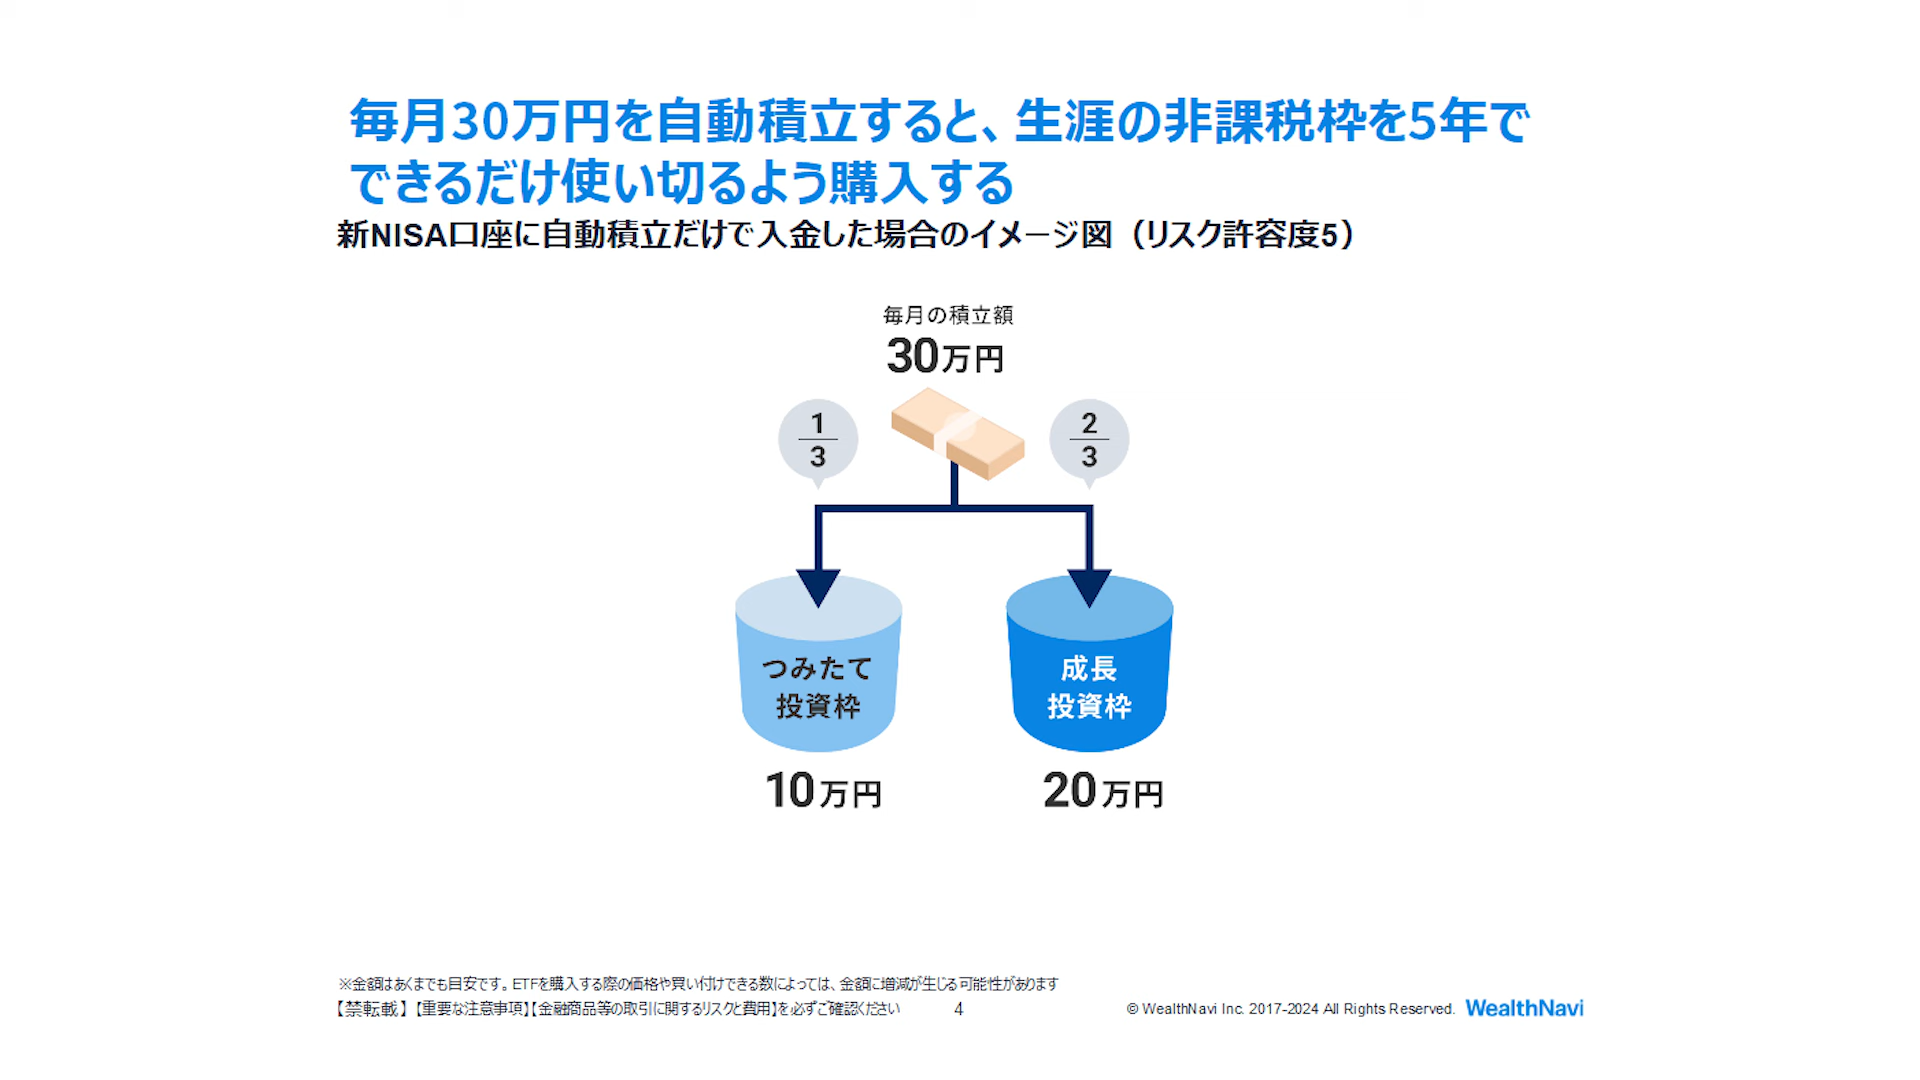 毎月30万円を自動積立すると、生涯の非課税枠を5年で
できるだけ使い切るよう購入する
新NISA口座に自動積立だけで入金した場合のイメージ図（リスク許容度5）
毎月の積立額
30万円
1
3
2
3
つみたて
投資枠
成長
投資枠
10万円
20万円
※金額はあくまでも目安です。ETFを購入する際の価格や買い付けできる数によっては、金額に増減が生じる可能性があります
【禁転載】【重要な注意事項】【金融商品等の取引に関するリスクと費用】を必ずご確認ください
4
© WealthNavi Inc. 2017-2024 All Rights Reserved.
WealthNavi